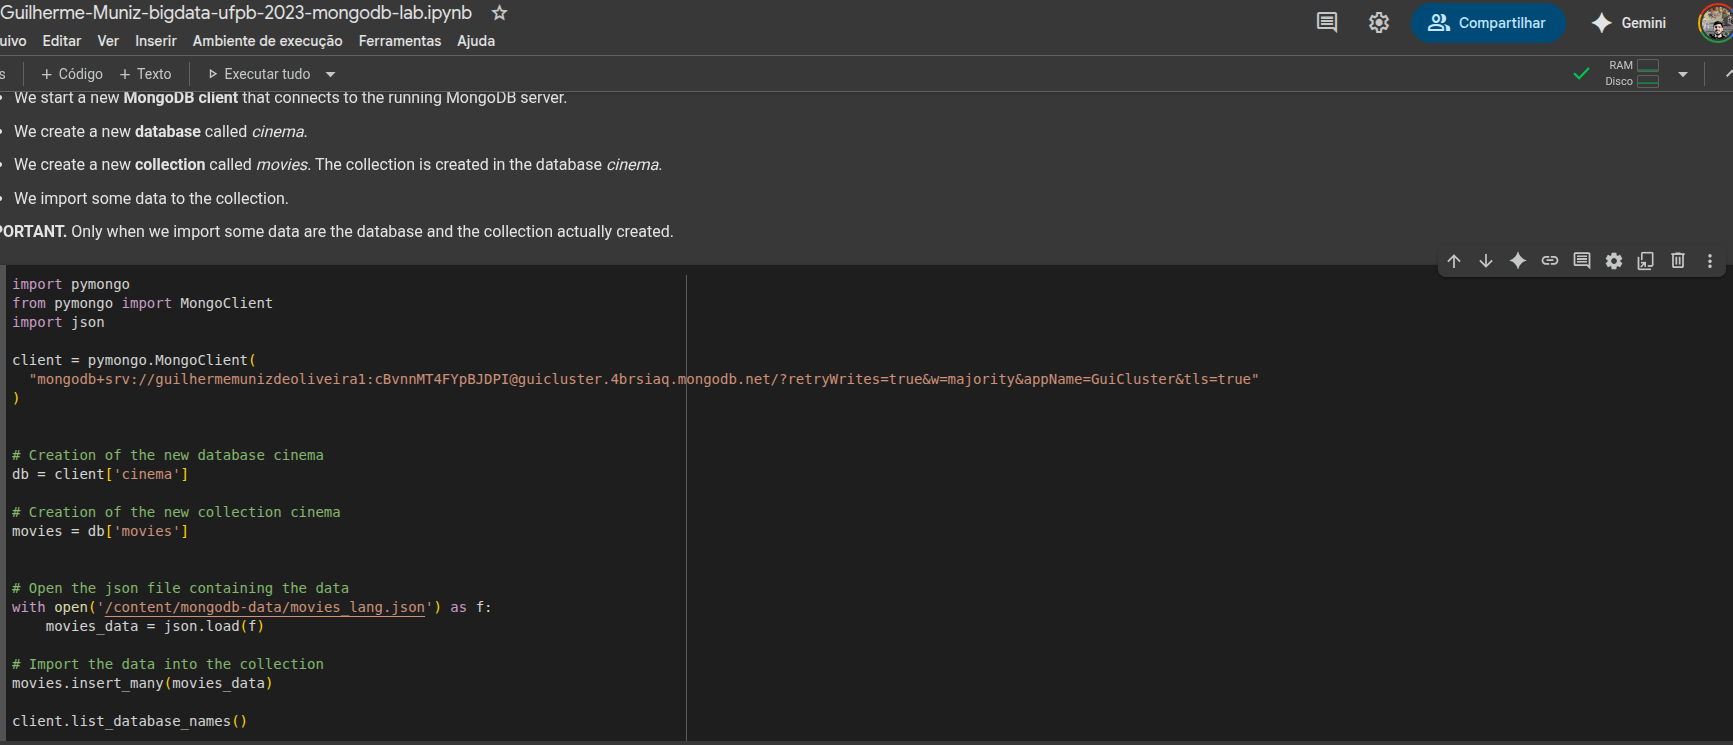 Guilherme-Muniz-bigdata-ufpb-2023-mongodb-lab.ipynb
uivo Editar Ver Inserir Ambiente de execução Ferramentas Ajuda
Compartilhar
Gemini
s + Código + Texto Executar tudo
RAM
Disco
• We start a new MongoDB client that connects to the running MongoDB server.
• We create a new database called cinema.
• We create a new collection called movies. The collection is created in the database cinema.
• We import some data to the collection.
PORTANT. Only when we import some data are the database and the collection actually created.
import pymongo
from pymongo import MongoClient
import json
client = pymongo.MongoClient(
"mongodb+srv://guilhermemunizdeoliveira1:cBvnnMT4FYpBJDPI@guicluster.4brsiaq.mongodb.net/?retryWrites=true&w=majority&appName=GuiCluster&tls=true"
)
# Creation of the new database cinema
db = client['cinema']
# Creation of the new collection cinema
movies = db['movies']
# Open the json file containing the data
with open('/content/mongodb-data/movies_lang.json') as f:
movies_data = json.load(f)
# Import the data into the collection
movies.insert_many(movies_data)
client.list_database_names()